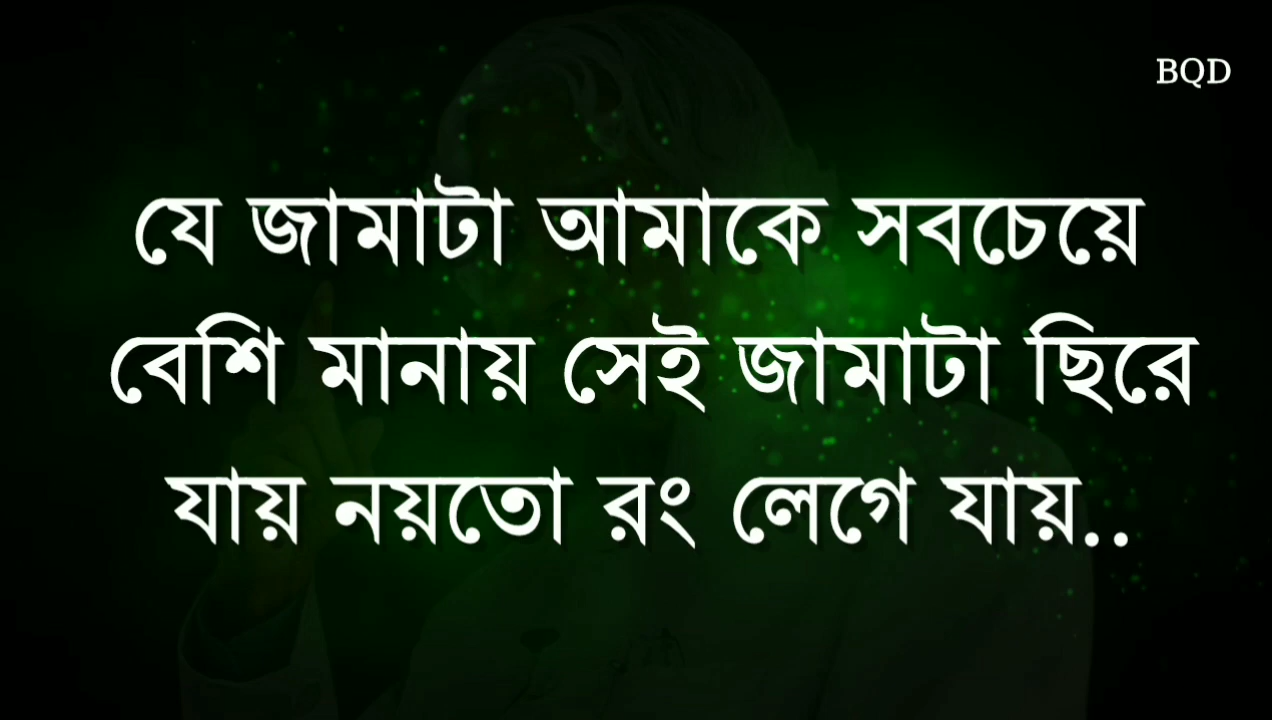 BQD
যে জামাটা আমাকে সবচেয়ে
বেশি মানায় সেই জামাটা ছিরে
যায় নয়তো রং লেগে যায়..